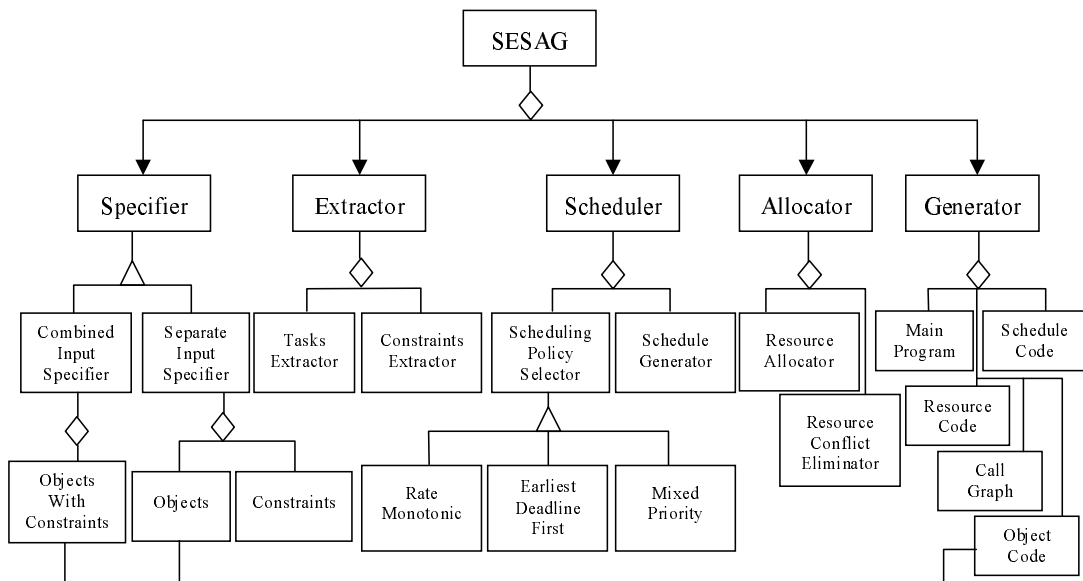 SESAG
Specifier
Extractor
Scheduler
Allocator
Generator
Combined
Input
Specifier
Separate
Input
Specifier
Tasks
Extractor
Constraints
Extractor
Scheduling
Policy
Selector
Schedule
Generator
Resource
Allocator
Main
Program
Schedule
Code
Resource
Code
Resource
Conflict
Eliminator
Call
Graph
Object
Code
Objects
With
Constraints
Objects
Constraints
Rate
Monotonic
Earliest
Deadline
First
Mixed
Priority